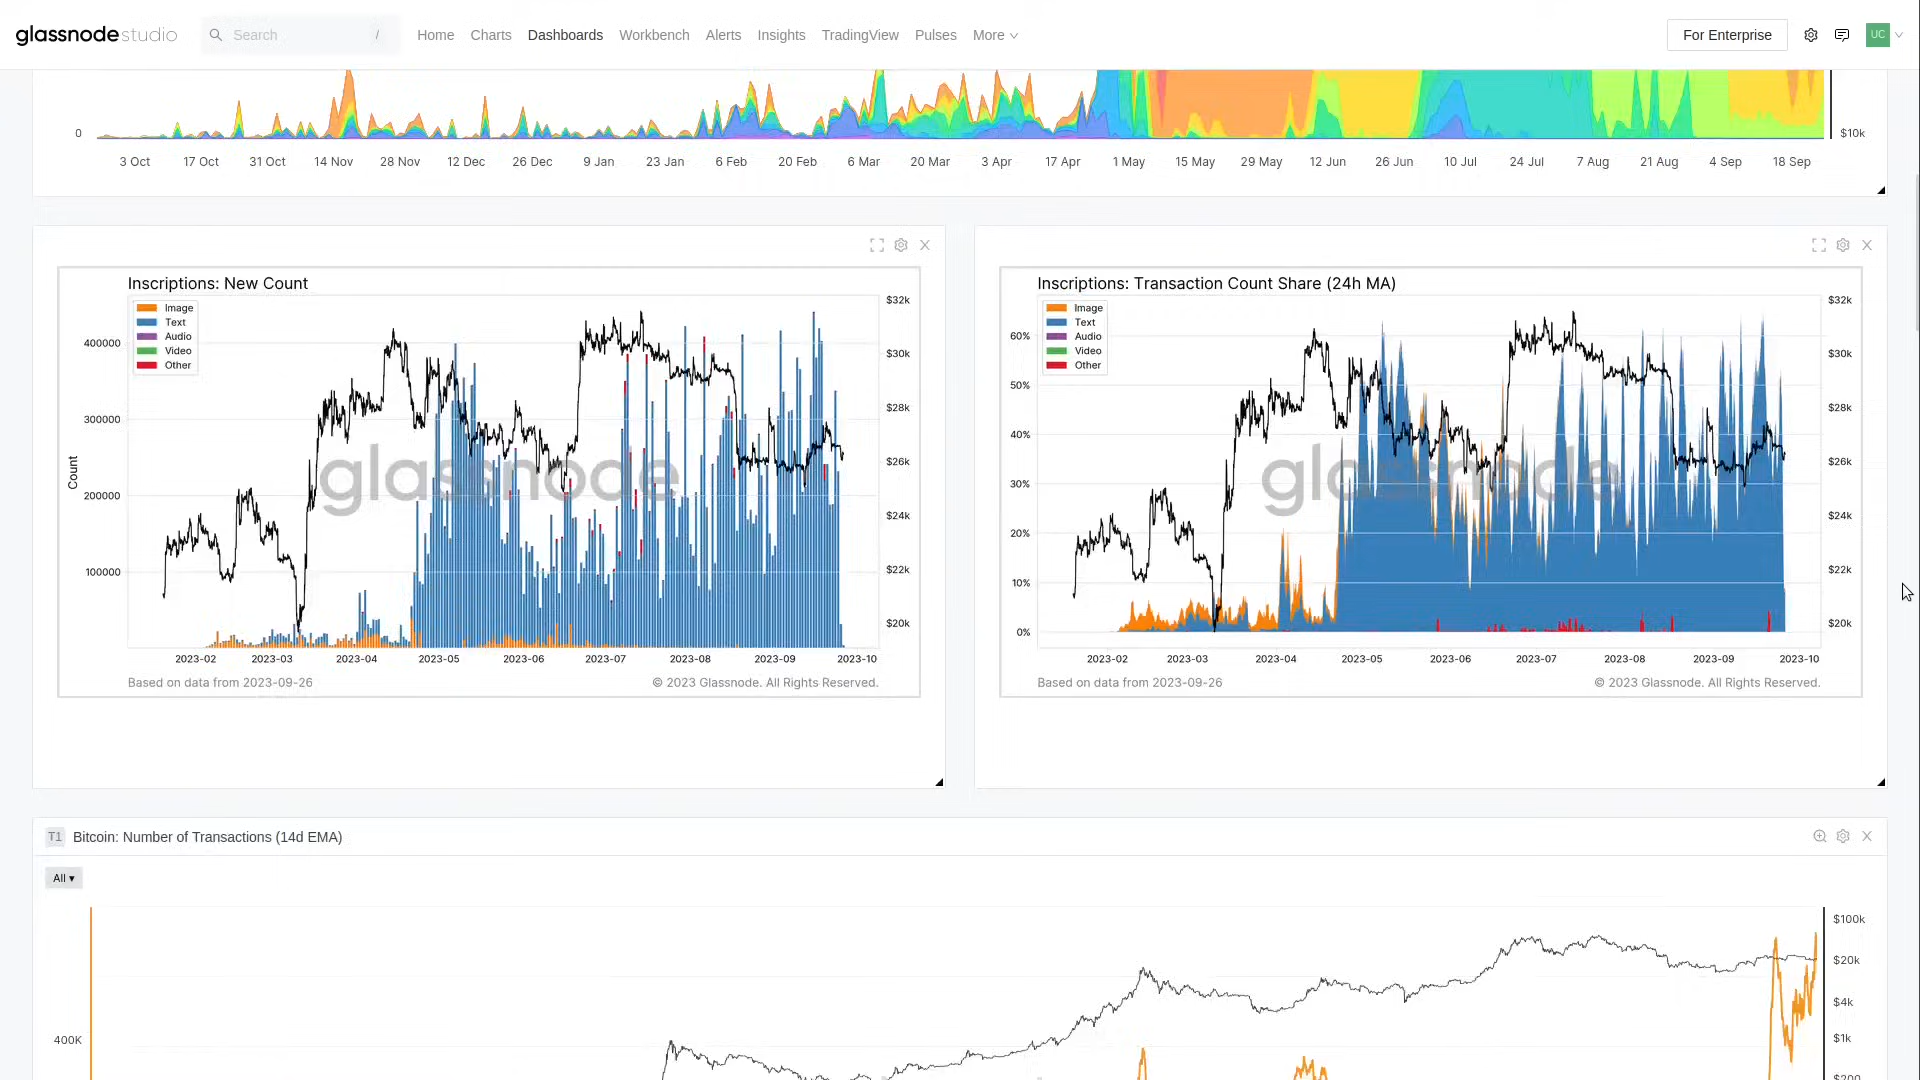 glassnodestudio
Search /
Home Charts Dashboards Workbench Alerts Insights TradingView Pulses More
For Enterprise
UC
0
$10k
3 Oct 17 Oct 31 Oct 14 Nov 28 Nov 12 Dec 26 Dec 9 Jan 23 Jan 6 Feb 20 Feb 6 Mar 20 Mar 3 Apr 17 Apr 1 May 15 May 29 May 12 Jun 26 Jun 10 Jul 24 Jul 7 Aug 21 Aug 4 Sep 18 Sep
Inscriptions: New Count
Image
Text
Audio
Video
Other
400000
300000
200000
100000
Count
$32k
$30k
$28k
$26k
$24k
$22k
$20k
glassnode
2023-02 2023-03 2023-04 2023-05 2023-06 2023-07 2023-08 2023-09 2023-10
Based on data from 2023-09-26
© 2023 Glassnode. All Rights Reserved.
Inscriptions: Transaction Count Share (24h MA)
Image
Text
Audio
Video
Other
60%
50%
40%
30%
20%
10%
0%
$32k
$30k
$28k
$26k
$24k
$22k
$20k
glassnode
2023-02 2023-03 2023-04 2023-05 2023-06 2023-07 2023-08 2023-09 2023-10
Based on data from 2023-09-26
© 2023 Glassnode. All Rights Reserved.
T1 Bitcoin: Number of Transactions (14d EMA)
All ▾
400K
$100k
$20k
$4k
$1k
$200